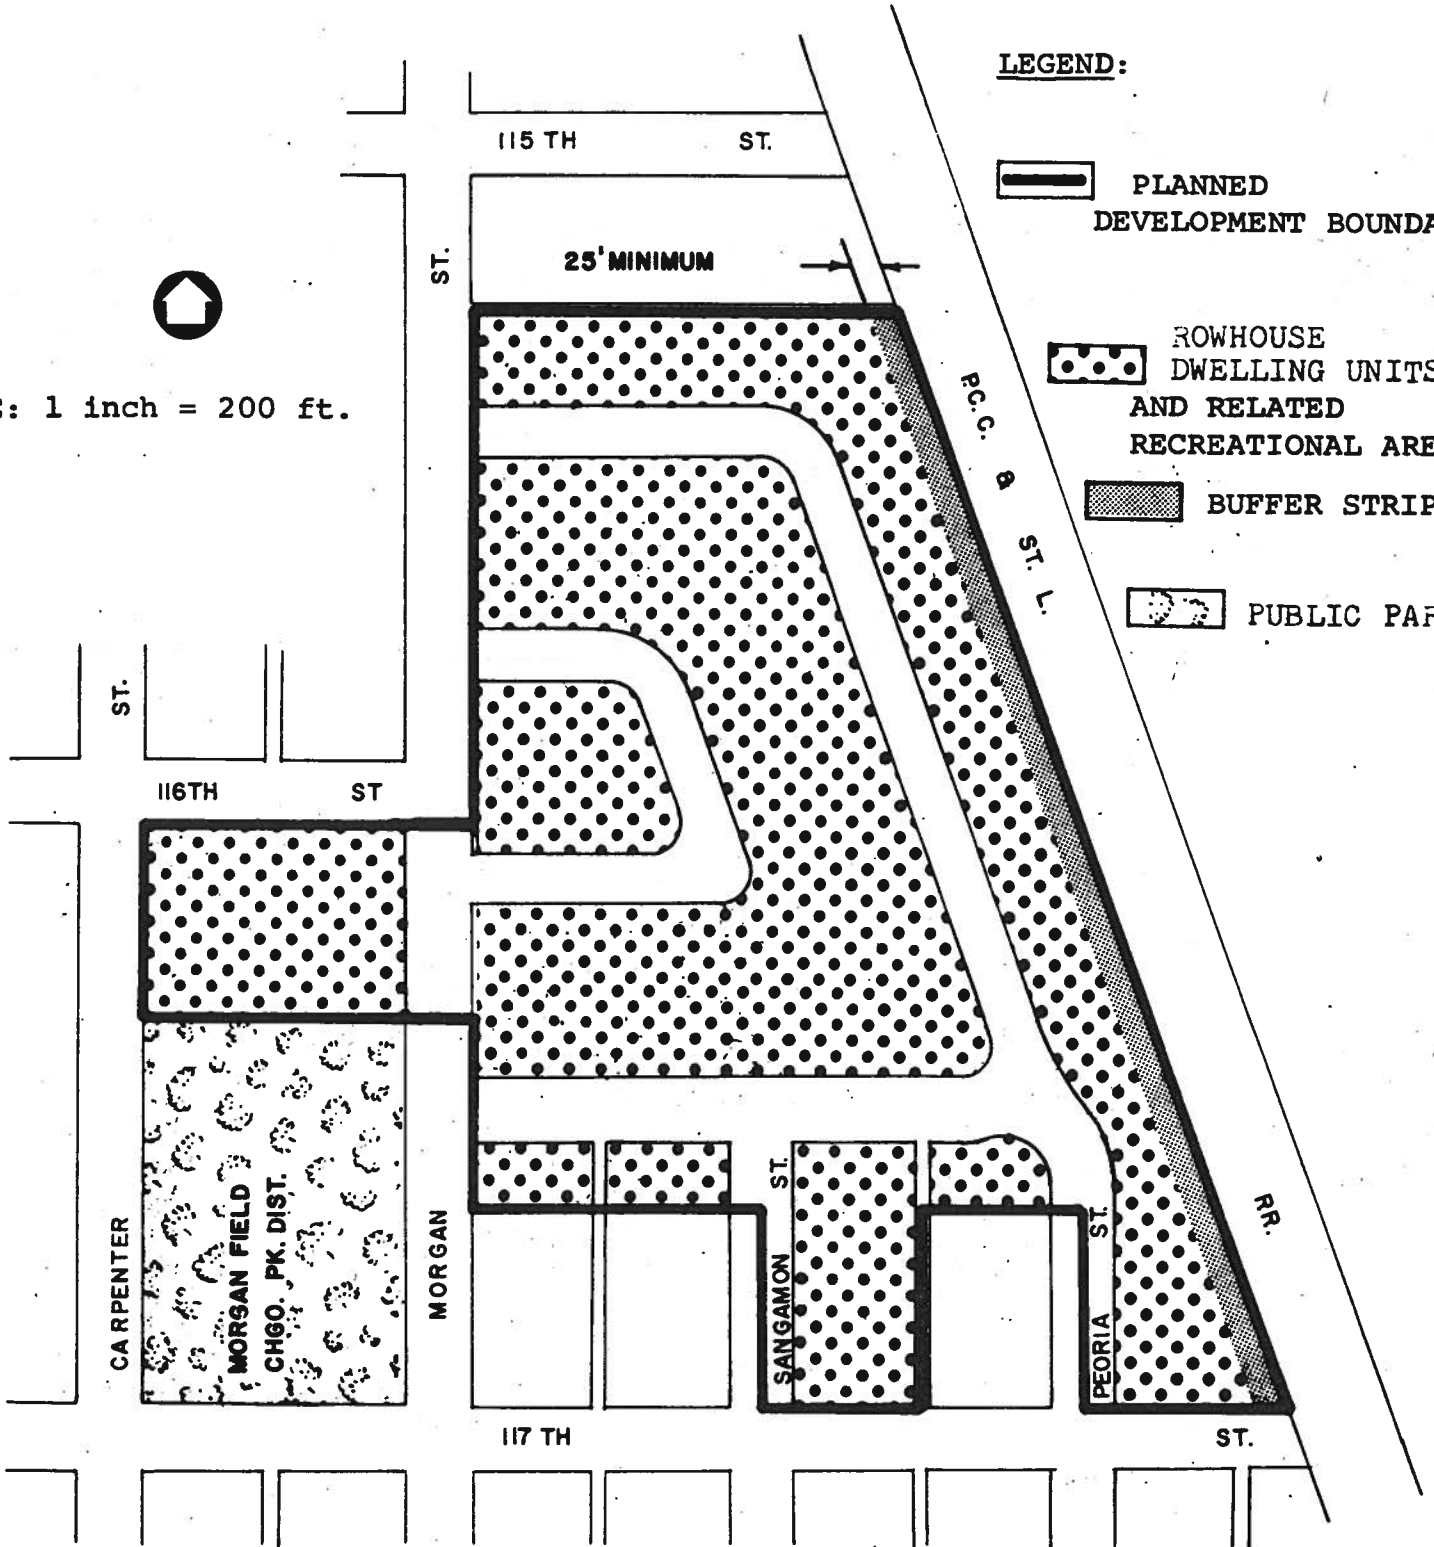 LEGEND:
115 TH ST.
PLANNED
DEVELOPMENT BOUNDA
ST.
25' MINIMUM
ROWHOUSE
DWELLING UNITS
AND RELATED
RECREATIONAL ARE
: 1 inch = 200 ft.
P.C.C. & ST. L. RR.
BUFFER STRIP
PUBLIC PAR
ST.
116TH ST
CARPENTER
MORGAN FIELD
CHGO. PK. DIST.
MORGAN
SANGAMON ST.
PEORIA ST.
117 TH ST.